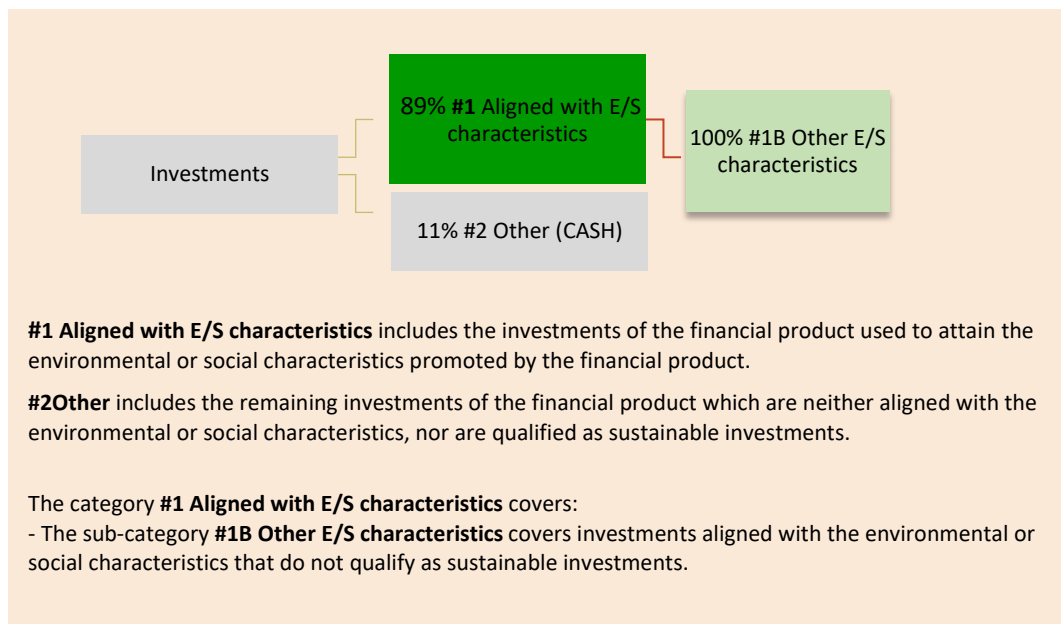 89% #1 Aligned with E/S
characteristics
100% #1B Other E/S
characteristics
Investments
11% #2 Other (CASH)
#1 Aligned with E/S characteristics includes the investments of the financial product used to attain the
environmental or social characteristics promoted by the financial product.
#2Other includes the remaining investments of the financial product which are neither aligned with the
environmental or social characteristics, nor are qualified as sustainable investments.
The category #1 Aligned with E/S characteristics covers:
- The sub-category #1B Other E/S characteristics covers investments aligned with the environmental or
social characteristics that do not qualify as sustainable investments.